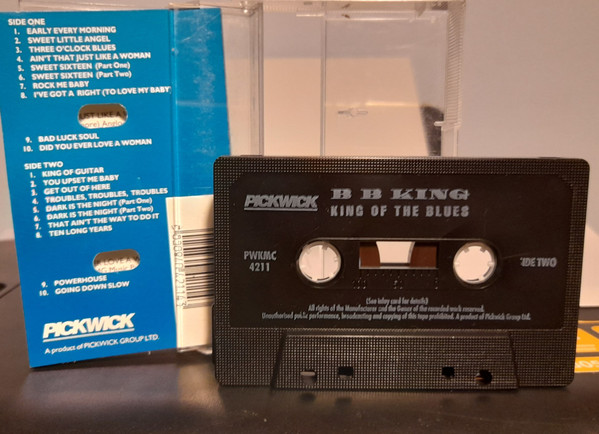 SIDE ONE
1. EARLY EVERY MORNING
2. SWEET LITTLE ANGEL
3. THREE O'CLOCK BLUES
4. AIN'T THAT JUST LIKE A WOMAN
5. SWEET SIXTEEN (Part One)
6. SWEET SIXTEEN (Part Two)
7. ROCK ME BABY
8. I'VE GOT A RIGHT (TO LOVE MY BABY
LIKE A
9. BAD LUCK SOUL
10. DID YOU EVER LOVE A WOMAN
SIDE TWO
1. KING OF GUITAR
2. YOU UPSET ME BABY
3. GET OUT OF HERE
4. TROUBLES, TROUBLES, TROUBLES
5. DARK IS THE NIGHT (Part One)
6. DARK IS THE NIGHT (Part Two)
7. THAT AIN'T THE WAY TO DO IT
8. TEN LONG YEARS
9. POWERHOUSE
10. GOING DOWN SLOW
PICKWICK
A product of PICKWICK GROUP LTD.
PICKWICK
B B KING
KING OF THE BLUES
PWKMC
4211
TWO
(See inlay card for details)
All rights of the Manufacturer and the Owner of the recorded work reserved.
Unauthorised public performance, broadcasting and copying of this tape prohibited. A product of Pickwick Group Ltd.